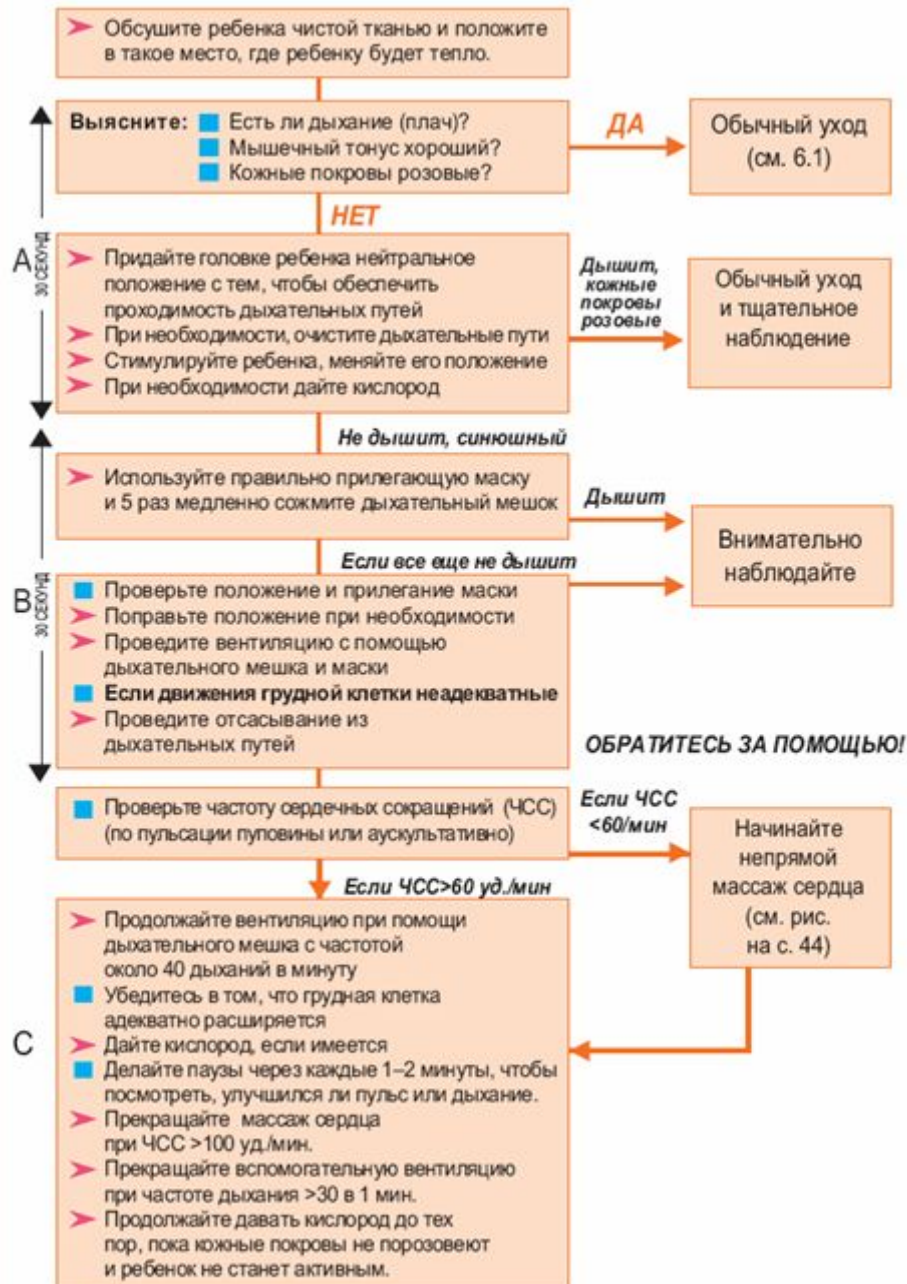 Обсушите ребенка чистой тканью и положите
в такое место, где ребенку будет тепло.
Выясните: Есть ли дыхание (плач)?
Мышечный тонус хороший?
Кожные покровы розовые?
ДА
Обычный уход
(см. 6.1)
НЕТ
A
30 СЕКУНД
Придайте головке ребенка нейтральное
положение с тем, чтобы обеспечить
проходимость дыхательных путей
При необходимости, очистите дыхательные пути
Стимулируйте ребенка, меняйте его положение
При необходимости дайте кислород
Дышит,
кожные
покровы
розовые
Обычный уход
и тщательное
наблюдение
Не дышит, синюшный
B
30 СЕКУНД
Используйте правильно прилегающую маску
и 5 раз медленно сожмите дыхательный мешок
Дышит
Внимательно
наблюдайте
Если все еще не дышит
Проверьте положение и прилегание маски
Поправьте положение при необходимости
Проведите вентиляцию с помощью
дыхательного мешка и маски
Если движения грудной клетки неадекватные
Проведите отсасывание из
дыхательных путей
ОБРАТИТЕСЬ ЗА ПОМОЩЬЮ!
Проверьте частоту сердечных сокращений (ЧСС)
(по пульсации пуповины или аускультативно)
Если ЧСС
<60/мин
Начинайте
непрямой
массаж сердца
(см. рис.
на с. 44)
Если ЧСС>60 уд./мин
C
Продолжайте вентиляцию при помощи
дыхательного мешка с частотой
около 40 дыханий в минуту
Убедитесь в том, что грудная клетка
адекватно расширяется
Дайте кислород, если имеется
Делайте паузы через каждые 1–2 минуты, чтобы
посмотреть, улучшился ли пульс или дыхание.
Прекращайте массаж сердца
при ЧСС >100 уд./мин.
Прекращайте вспомогательную вентиляцию
при частоте дыхания >30 в 1 мин.
Продолжайте давать кислород до тех
пор, пока кожные покровы не порозовеют
и ребенок не станет активным.